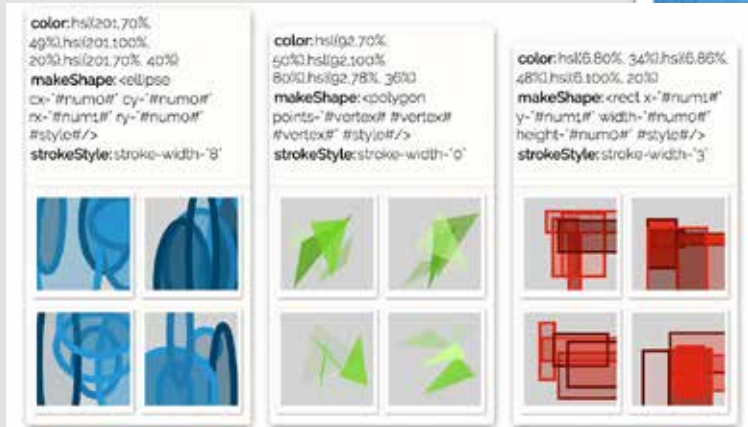 color:hsl(201,70%,
49%),hsl(201,100%,
20%),hsl(201,70%, 40%)
makeShape:<ellipse
cx="#num0#" cy="#num0#"
rx="#num1#" ry="#num0#"
#style#/>
strokeStyle:stroke-width="8"
color:hsl(92,70%,
50%),hsl(92,100%
80%),hsl(92,78%, 36%)
makeShape:<polygon
points="#vertex# #vertex#
#vertex#" #style#/>
strokeStyle:stroke-width="0"
color:hsl(6,80%, 34%),hsl(6,86%,
48%),hsl(6,100%, 20%)
makeShape:<rect x="#num1#"
y="#num1#" width="#num0#"
height="#num0#" #style#/>
strokeStyle:stroke-width="3"